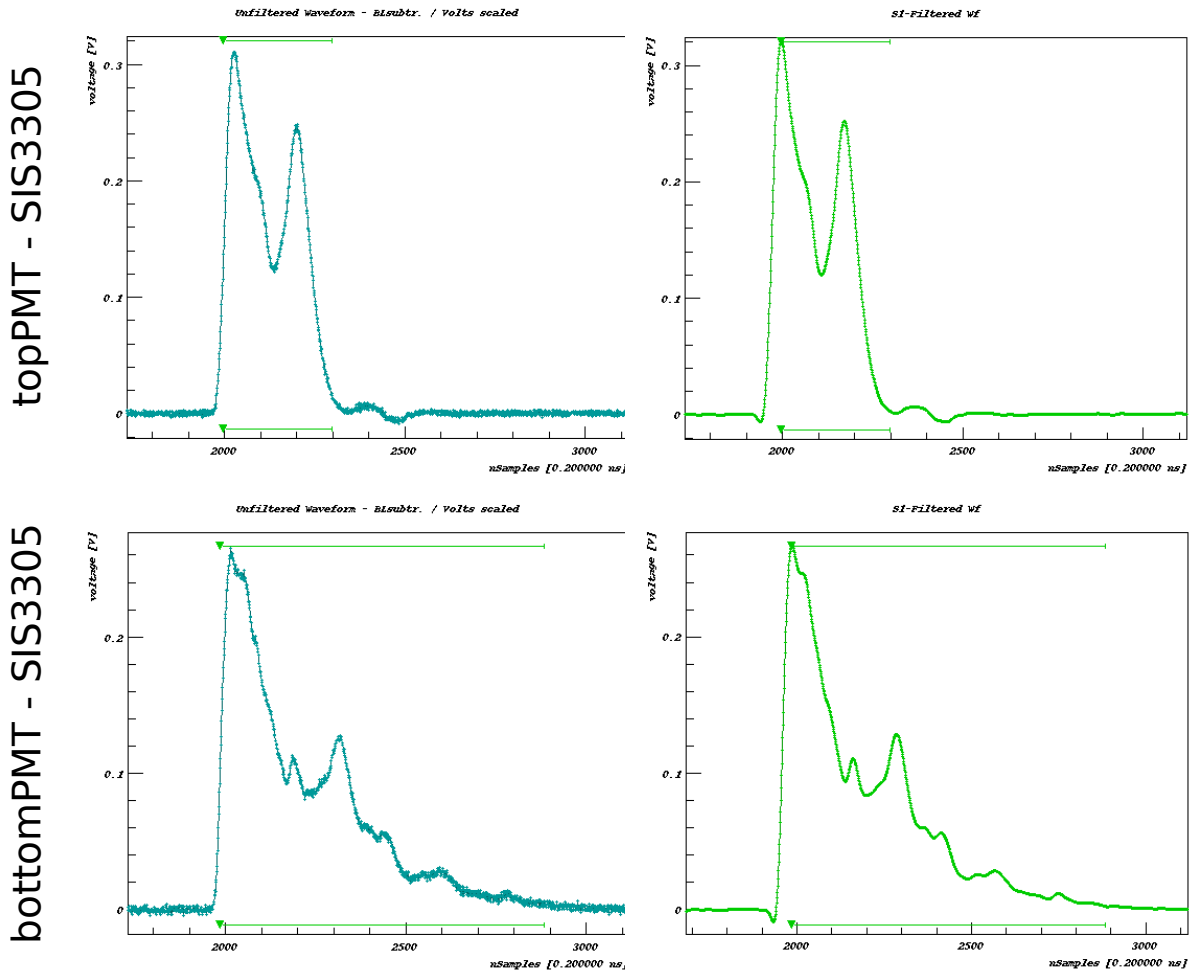 topPMT - SIS3305
Unfiltered Waveform - BLsubtr. / Volts scaled
voltage [V]
0.3
0.2
0.1
0
2000
2500
3000
nSamples [0.200000 ns]
S1-Filtered Wf
voltage [V]
0.3
0.2
0.1
0
2000
2500
3000
nSamples [0.200000 ns]
bottomPMT - SIS3305
Unfiltered Waveform - BLsubtr. / Volts scaled
voltage [V]
0.2
0.1
0
2000
2500
3000
nSamples [0.200000 ns]
S1-Filtered Wf
voltage [V]
0.2
0.1
0
2000
2500
3000
nSamples [0.200000 ns]